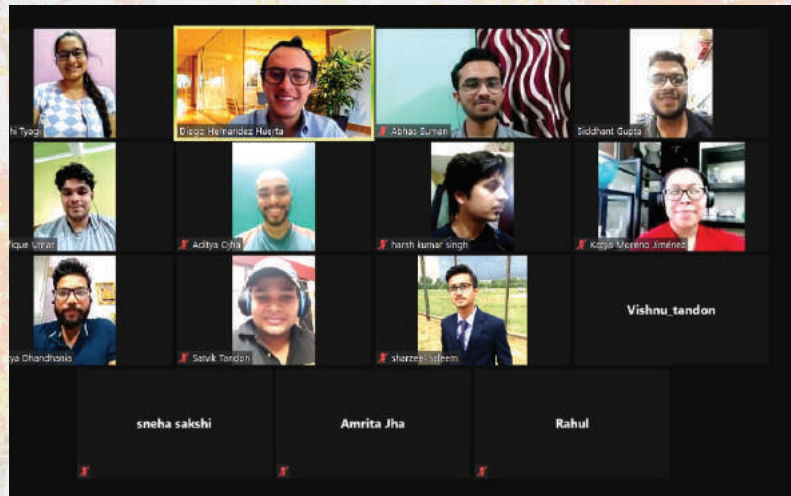 hi Tyagi
Diego Hernandez Huerta
Abhas Suman
Siddhant Gupta
fique Umar
Aditya Ojha
harsh kumar singh
Katya Moreno Jiménez
ya Dhandhania
Satvik Tandon
sharzeel saleem
Vishnu_tandon
sneha sakshi
Amrita Jha
Rahul